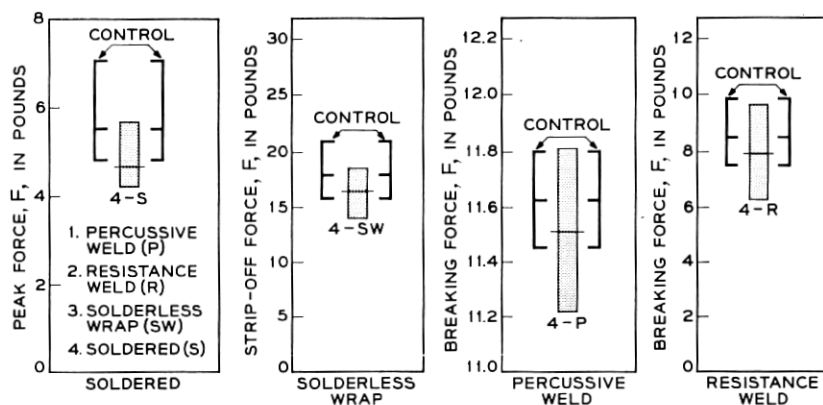 PEAK FORCE, F, IN POUNDS
8
6
4
2
0
CONTROL
4-S
1. PERCUSSIVE
WELD (P)
2. RESISTANCE
WELD (R)
3. SOLDERLESS
WRAP (SW)
4. SOLDERED (S)
SOLDERED
STRIP-OFF FORCE, F, IN POUNDS
30
25
20
15
10
5
0
CONTROL
4-SW
SOLDERLESS
WRAP
BREAKING FORCE, F, IN POUNDS
12.2
12.0
11.8
11.6
11.4
11.2
11.0
CONTROL
4-P
PERCUSSIVE
WELD
BREAKING FORCE, F, IN POUNDS
12
10
8
6
4
2
0
CONTROL
4-R
RESISTANCE
WELD